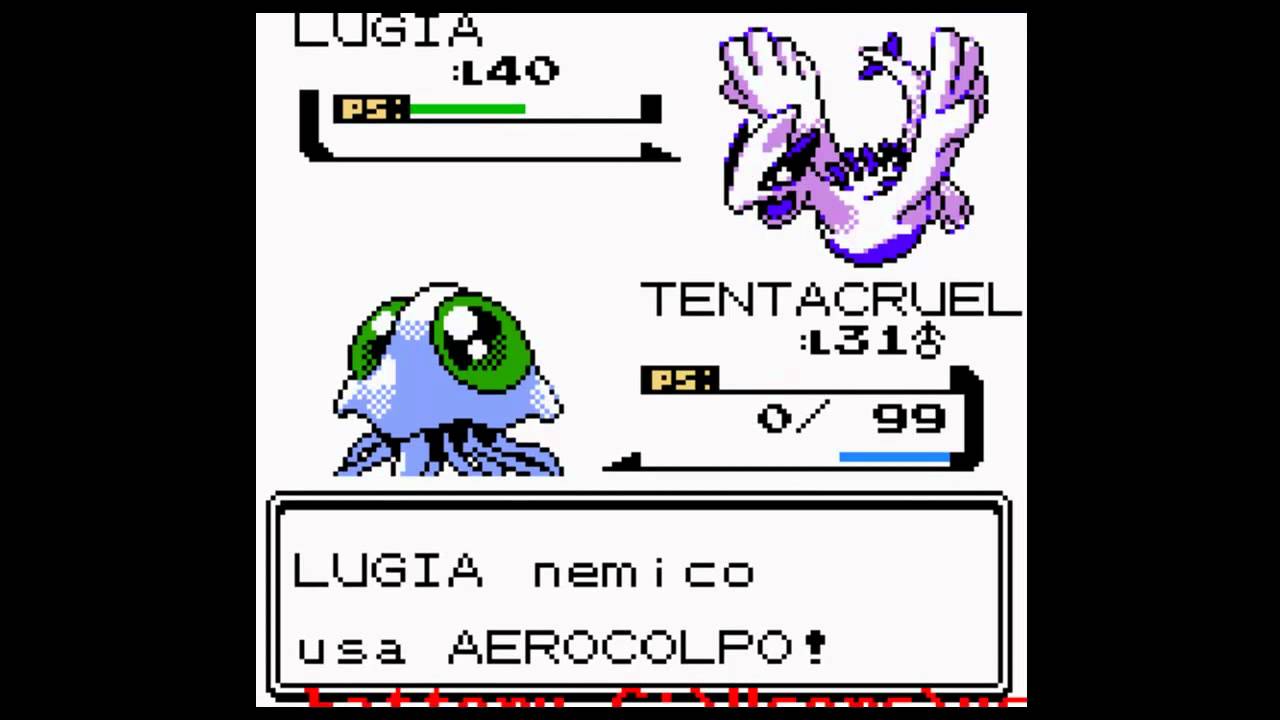 LUGIA
:L40
PS:
TENTACRUEL
:L31♂
PS:
0/ 99
LUGIA nemico
usa AEROCOLPO!